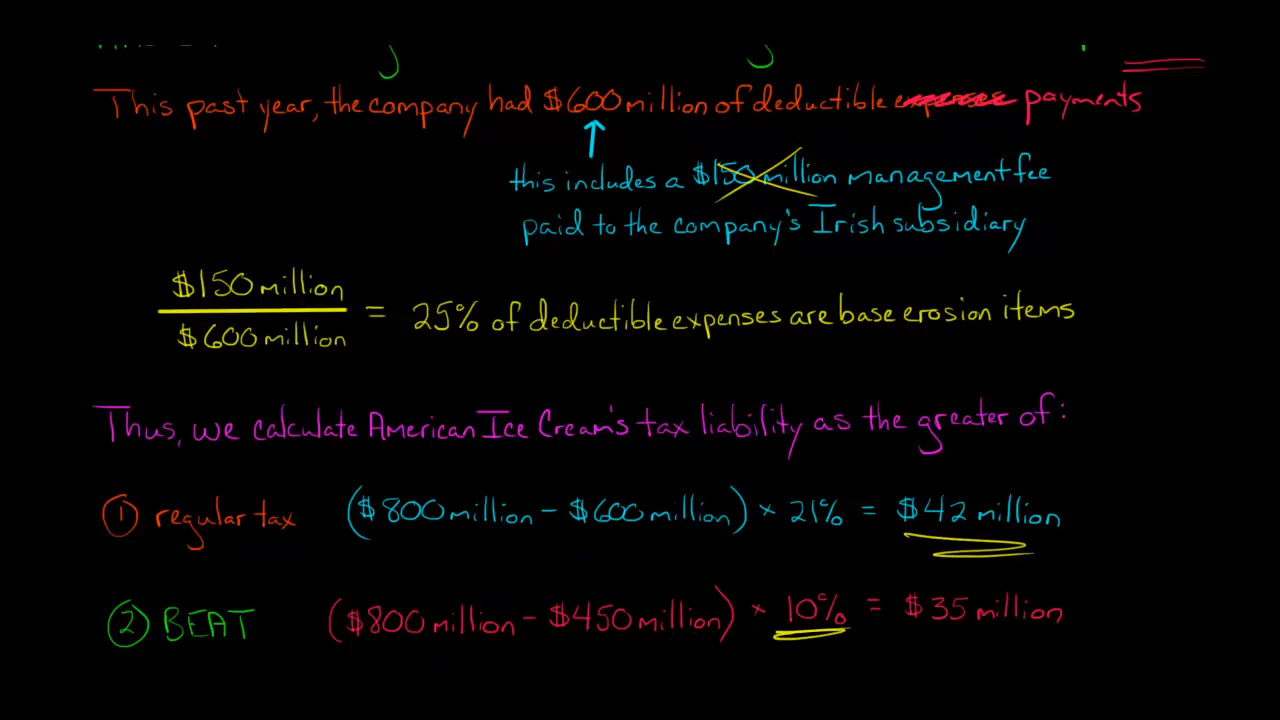 This past year, the company had $600 million of deductible expense payments
this includes a $150 million management fee
paid to the company's Irish subsidiary
$150 million
$600 million
= 25% of deductible expenses are base erosion items
Thus, we calculate American Ice Cream's tax liability as the greater of:
① regular tax ($800 million - $600 million) × 21% = $42 million
② BEAT ($800 million - $450 million) × 10% = $35 million